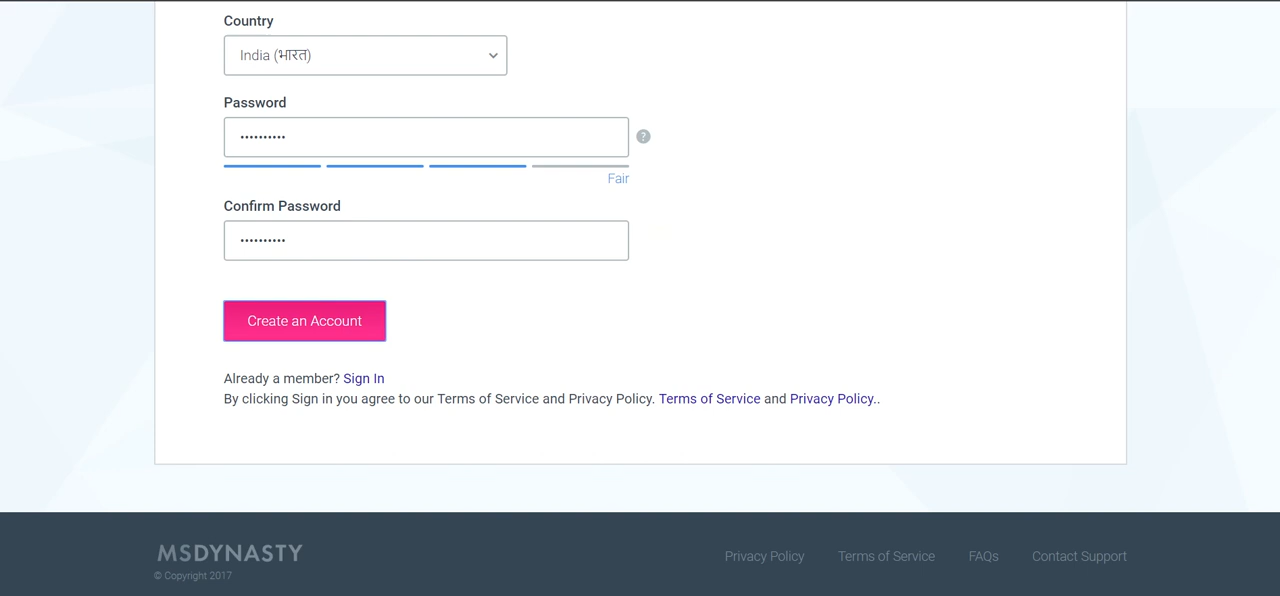 Country
India (भारत)
Password
••••••••••
?
Fair
Confirm Password
••••••••••
Create an Account
Already a member? Sign In
By clicking Sign in you agree to our Terms of Service and Privacy Policy. Terms of Service and Privacy Policy..
MSDYNASTY
Privacy Policy Terms of Service FAQs Contact Support
© Copyright 2017